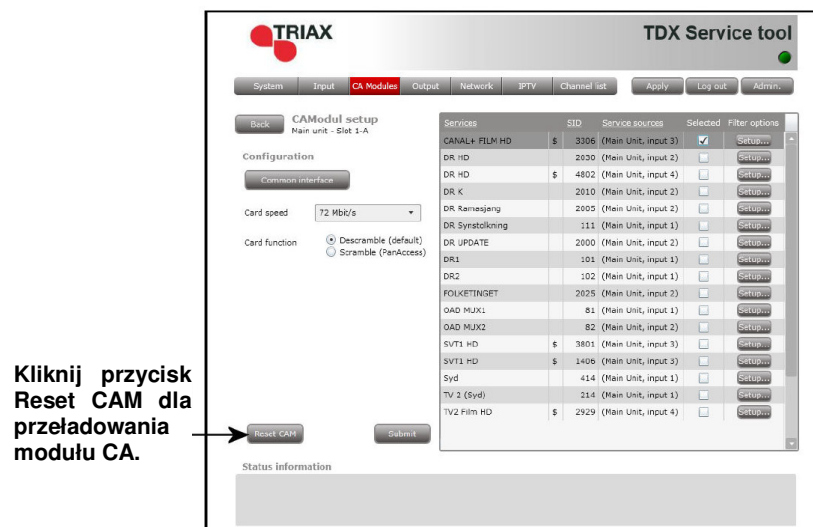 TRIAX
TDX Service tool
System Input CA Modules Output Network IPTV Channel list Apply Log out Admin.
Back
CAModul setup
Main unit - Slot 1-A
Configuration
Common interface
Card speed 72 Mbit/s
Card function Descramble (default)
Scramble (PanAccess)
Services SID Service sources Selected Filter options
CANAL+ FILM HD $ 3306 (Main Unit, input 3) Setup...
DR HD 2030 (Main Unit, input 2) Setup...
DR HD $ 4802 (Main Unit, input 4) Setup...
DR K 2010 (Main Unit, input 2) Setup...
DR Ramasjang 2005 (Main Unit, input 2) Setup...
DR Synstolkning 111 (Main Unit, input 1) Setup...
DR UPDATE 2000 (Main Unit, input 2) Setup...
DR1 101 (Main Unit, input 1) Setup...
DR2 102 (Main Unit, input 1) Setup...
FOLKETINGET 2025 (Main Unit, input 2) Setup...
OAD MUX1 81 (Main Unit, input 1) Setup...
OAD MUX2 82 (Main Unit, input 2) Setup...
SVT1 HD $ 3801 (Main Unit, input 3) Setup...
SVT1 HD $ 1406 (Main Unit, input 3) Setup...
Syd 414 (Main Unit, input 1) Setup...
TV 2 (Syd) 214 (Main Unit, input 1) Setup...
TV2 Film HD $ 2929 (Main Unit, input 4) Setup...
Kliknij przycisk
Reset CAM dla
przeładowania
modułu CA.
Reset CAM Submit
Status information